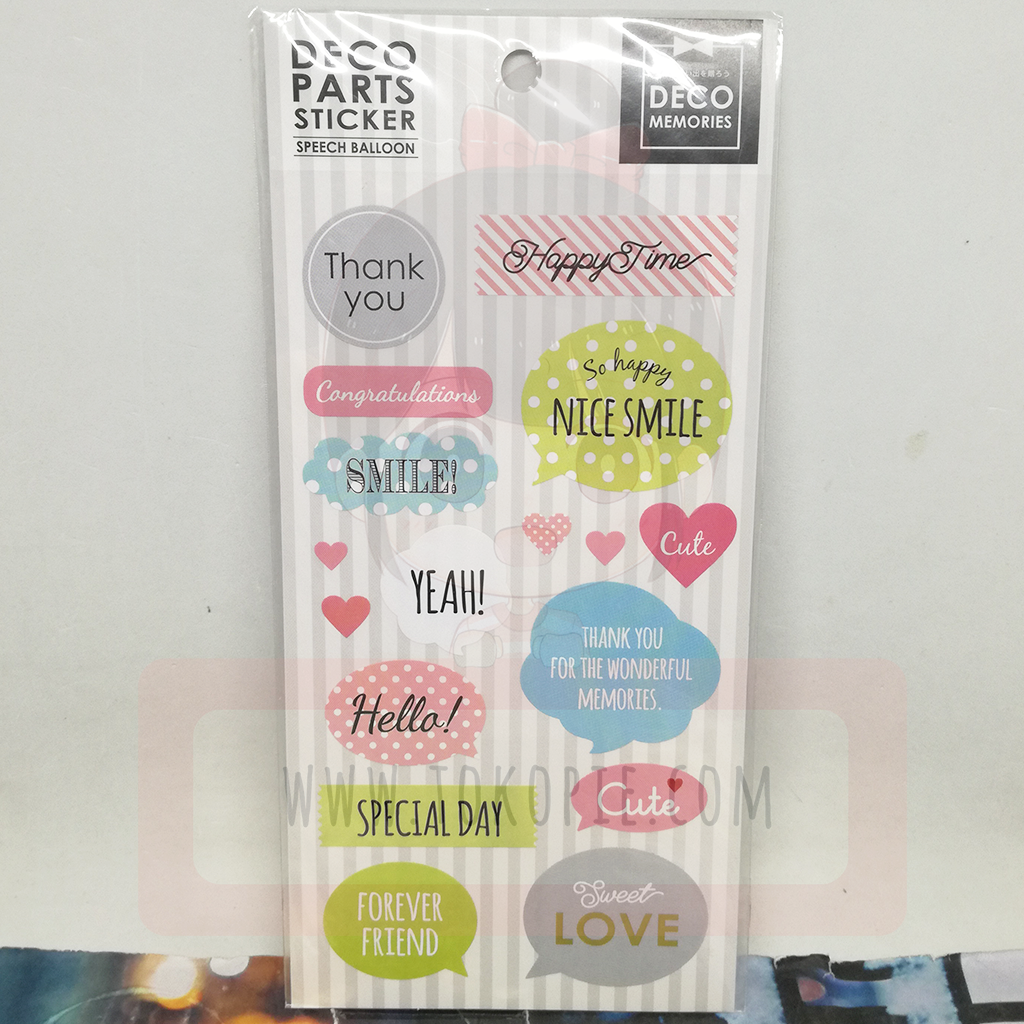 DECO
PARTS
STICKER
SPEECH BALLOON
DECO
MEMORIES
Thank
you
Happy Time
Congratulations
So happy
NICE SMILE
SMILE!
Cute
YEAH!
THANK YOU
FOR THE WONDERFUL
MEMORIES.
Hello!
WWW.TOKOPIE.COM
Cute
SPECIAL DAY
FOREVER
FRIEND
Sweet
LOVE